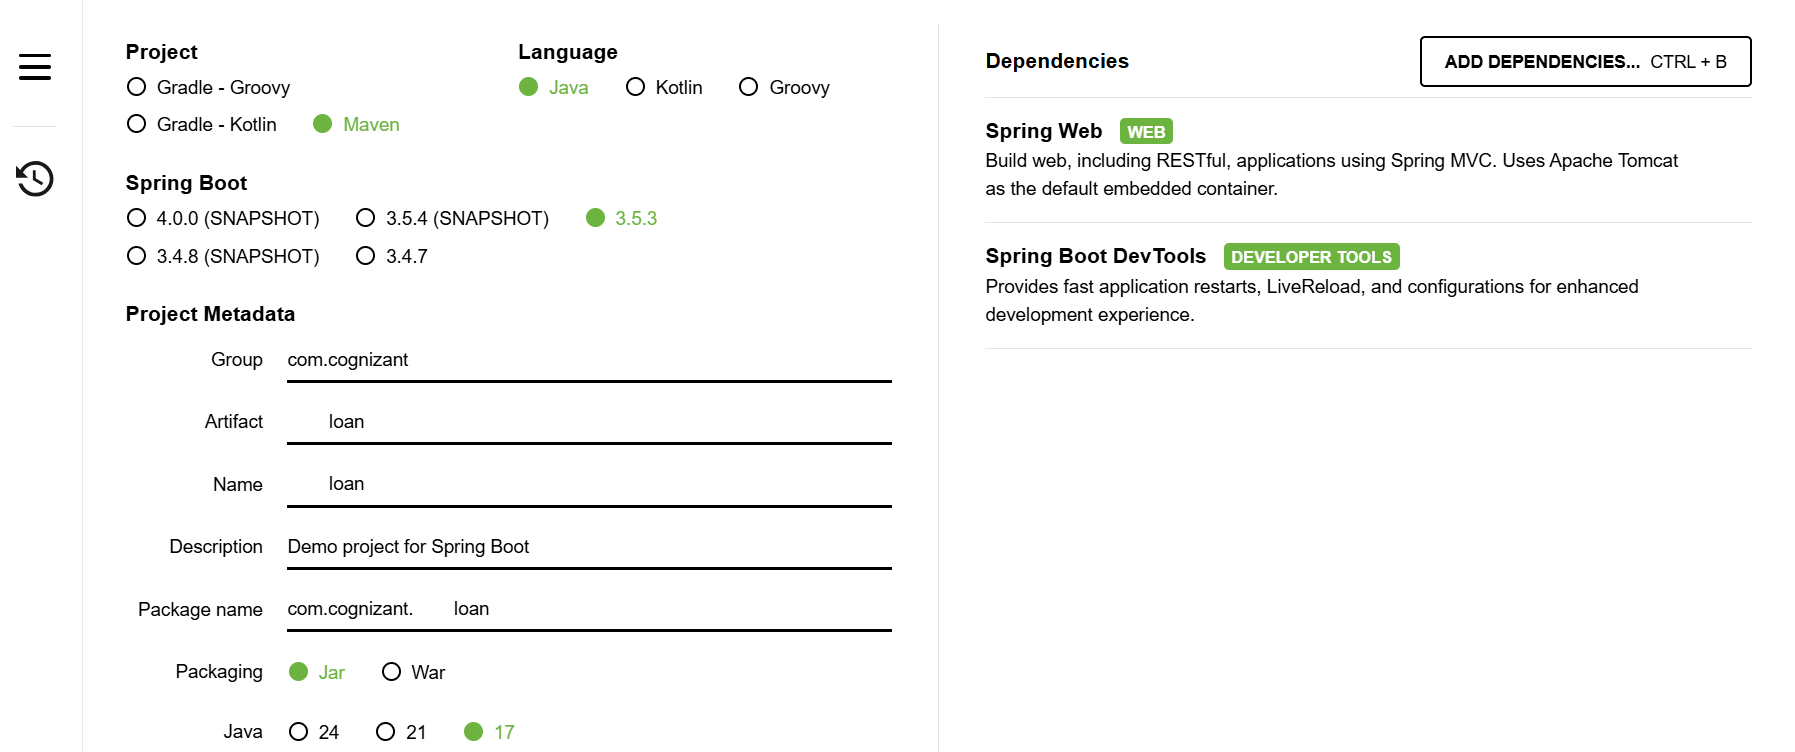 Project
Gradle - Groovy
Gradle - Kotlin Maven
Language
Java Kotlin Groovy
Spring Boot
4.0.0 (SNAPSHOT) 3.5.4 (SNAPSHOT) 3.5.3
3.4.8 (SNAPSHOT) 3.4.7
Project Metadata
Group com.cognizant
Artifact loan
Name loan
Description Demo project for Spring Boot
Package name com.cognizant. loan
Packaging Jar War
Java 24 21 17
Dependencies
ADD DEPENDENCIES... CTRL + B
Spring Web WEB
Build web, including RESTful, applications using Spring MVC. Uses Apache Tomcat
as the default embedded container.
Spring Boot DevTools DEVELOPER TOOLS
Provides fast application restarts, LiveReload, and configurations for enhanced
development experience.